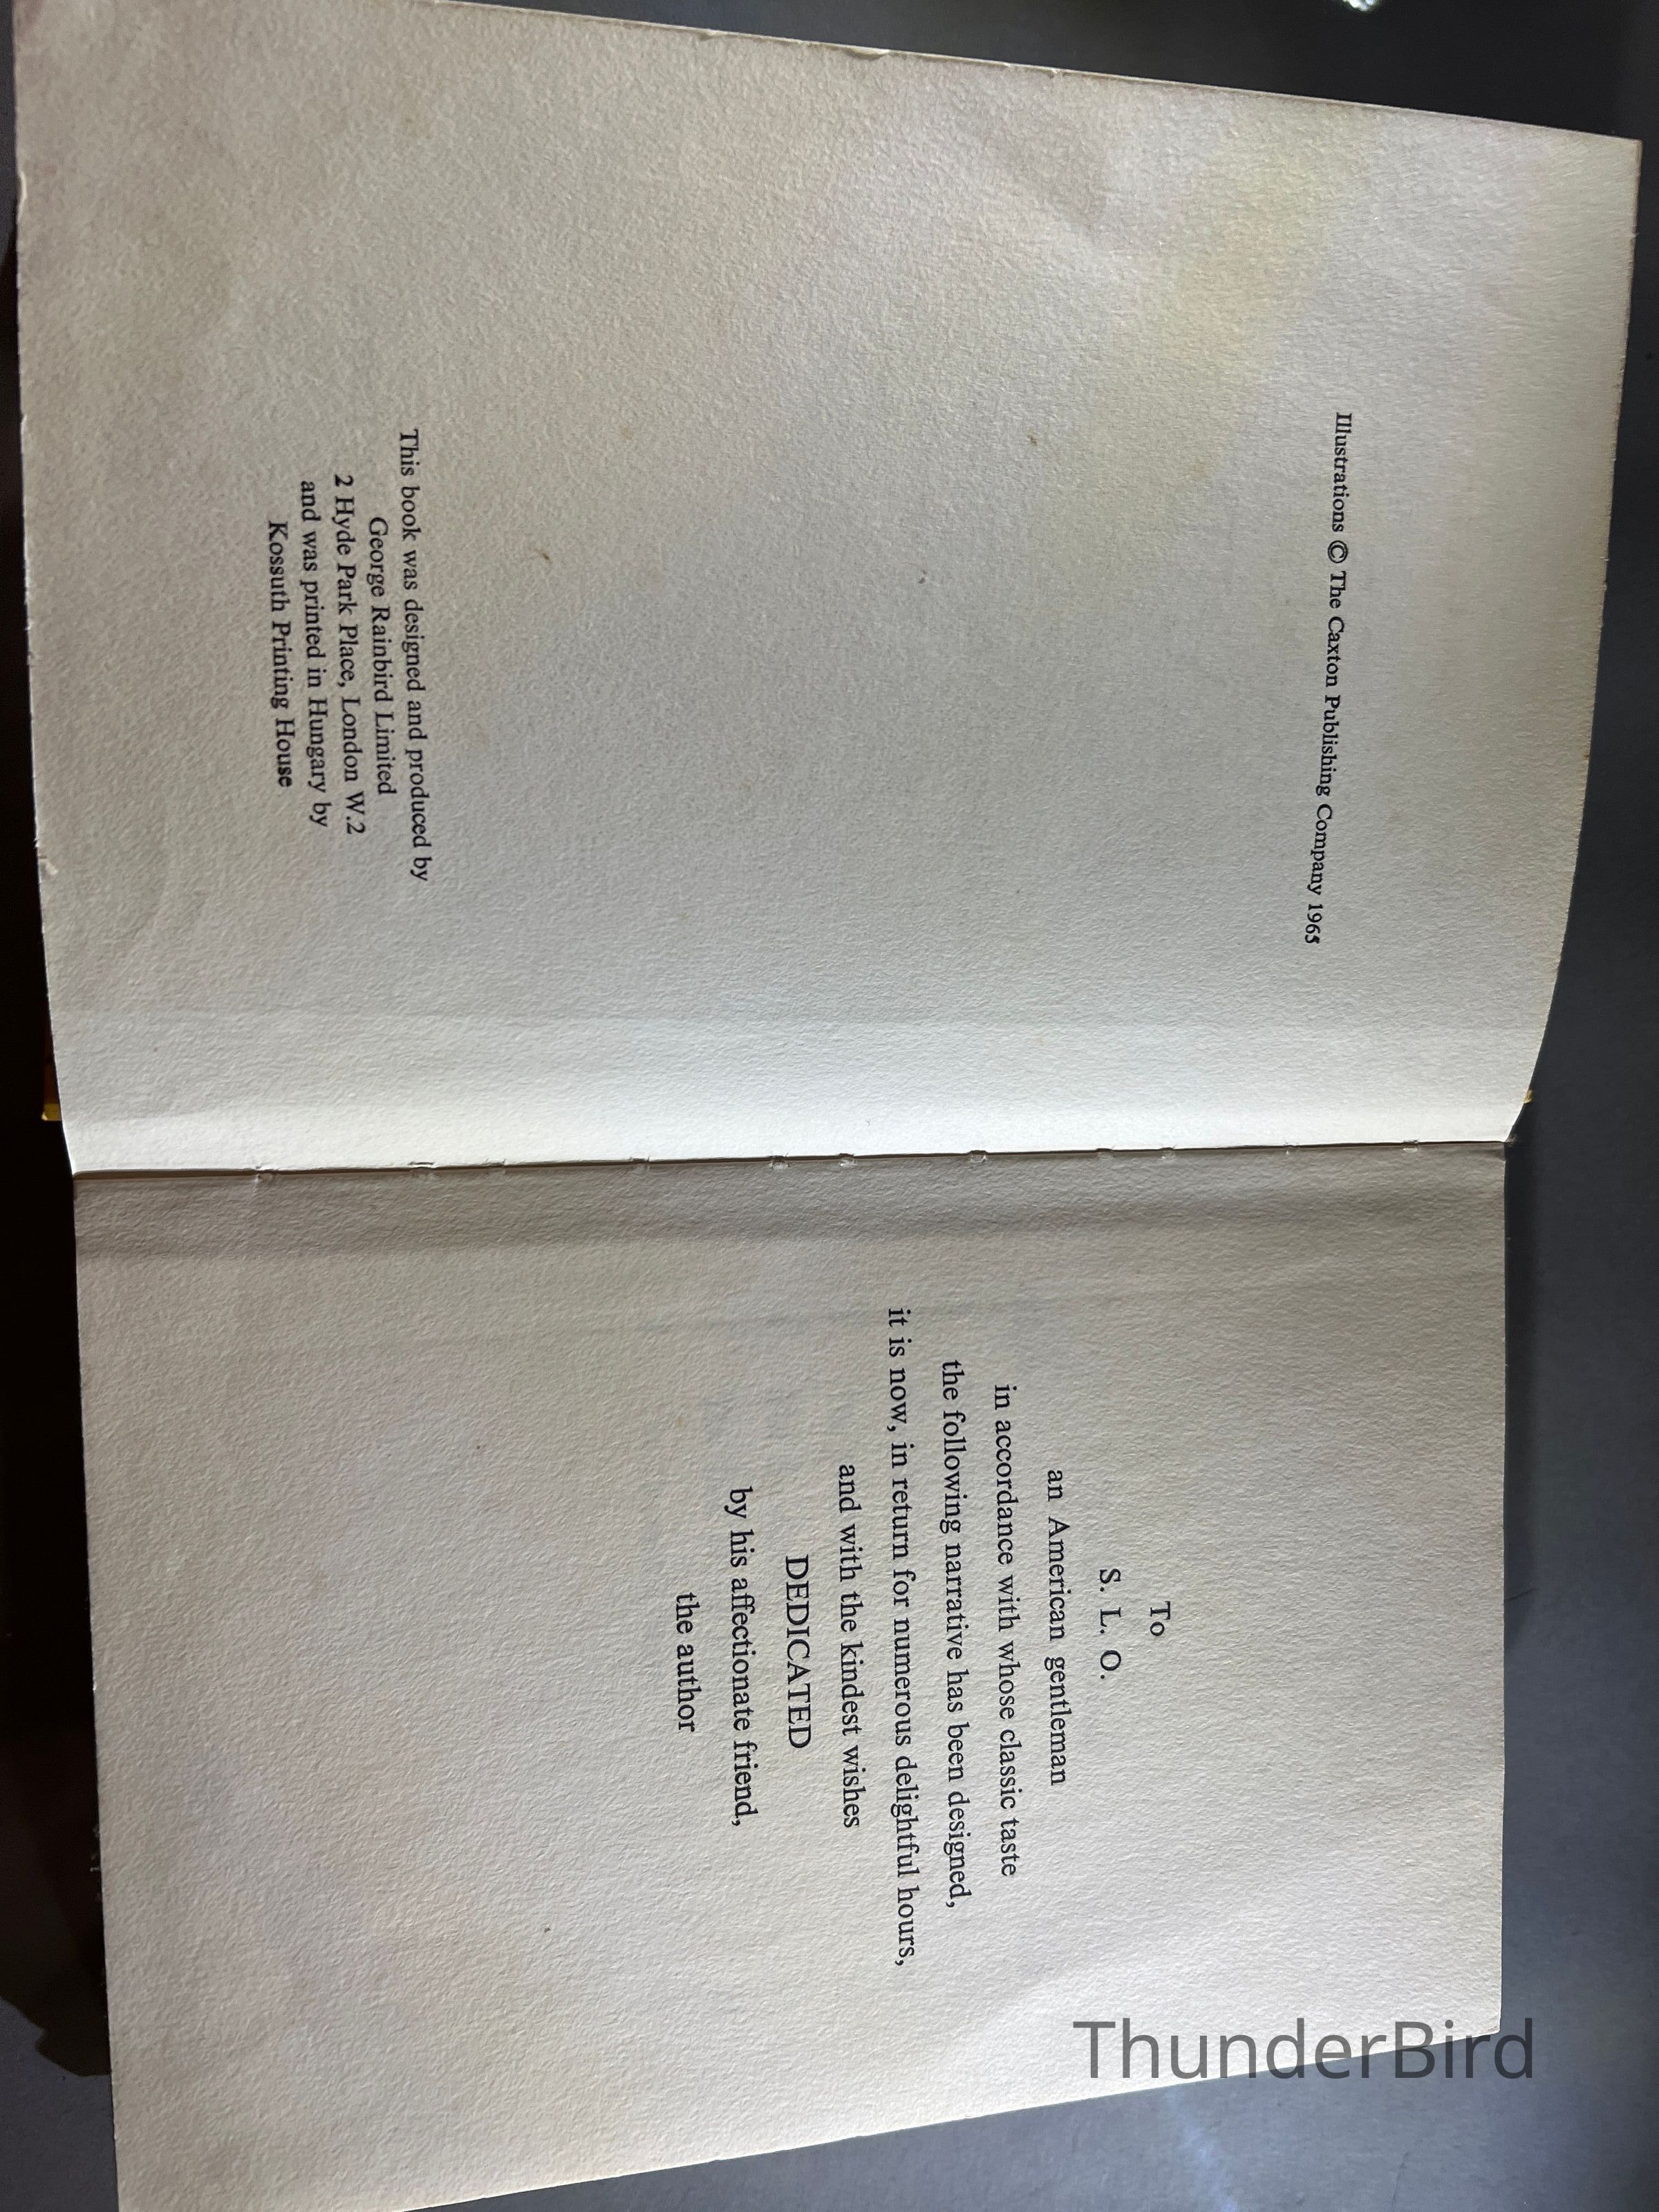 Illustrations © The Caxton Publishing Company 1965
This book was designed and produced by
George Rainbird Limited
2 Hyde Park Place, London W.2
and was printed in Hungary by
Kossuth Printing House
To
S. L. O.
an American gentleman
in accordance with whose classic taste
the following narrative has been designed,
it is now, in return for numerous delightful hours,
and with the kindest wishes
DEDICATED
by his affectionate friend,
the author
ThunderBird